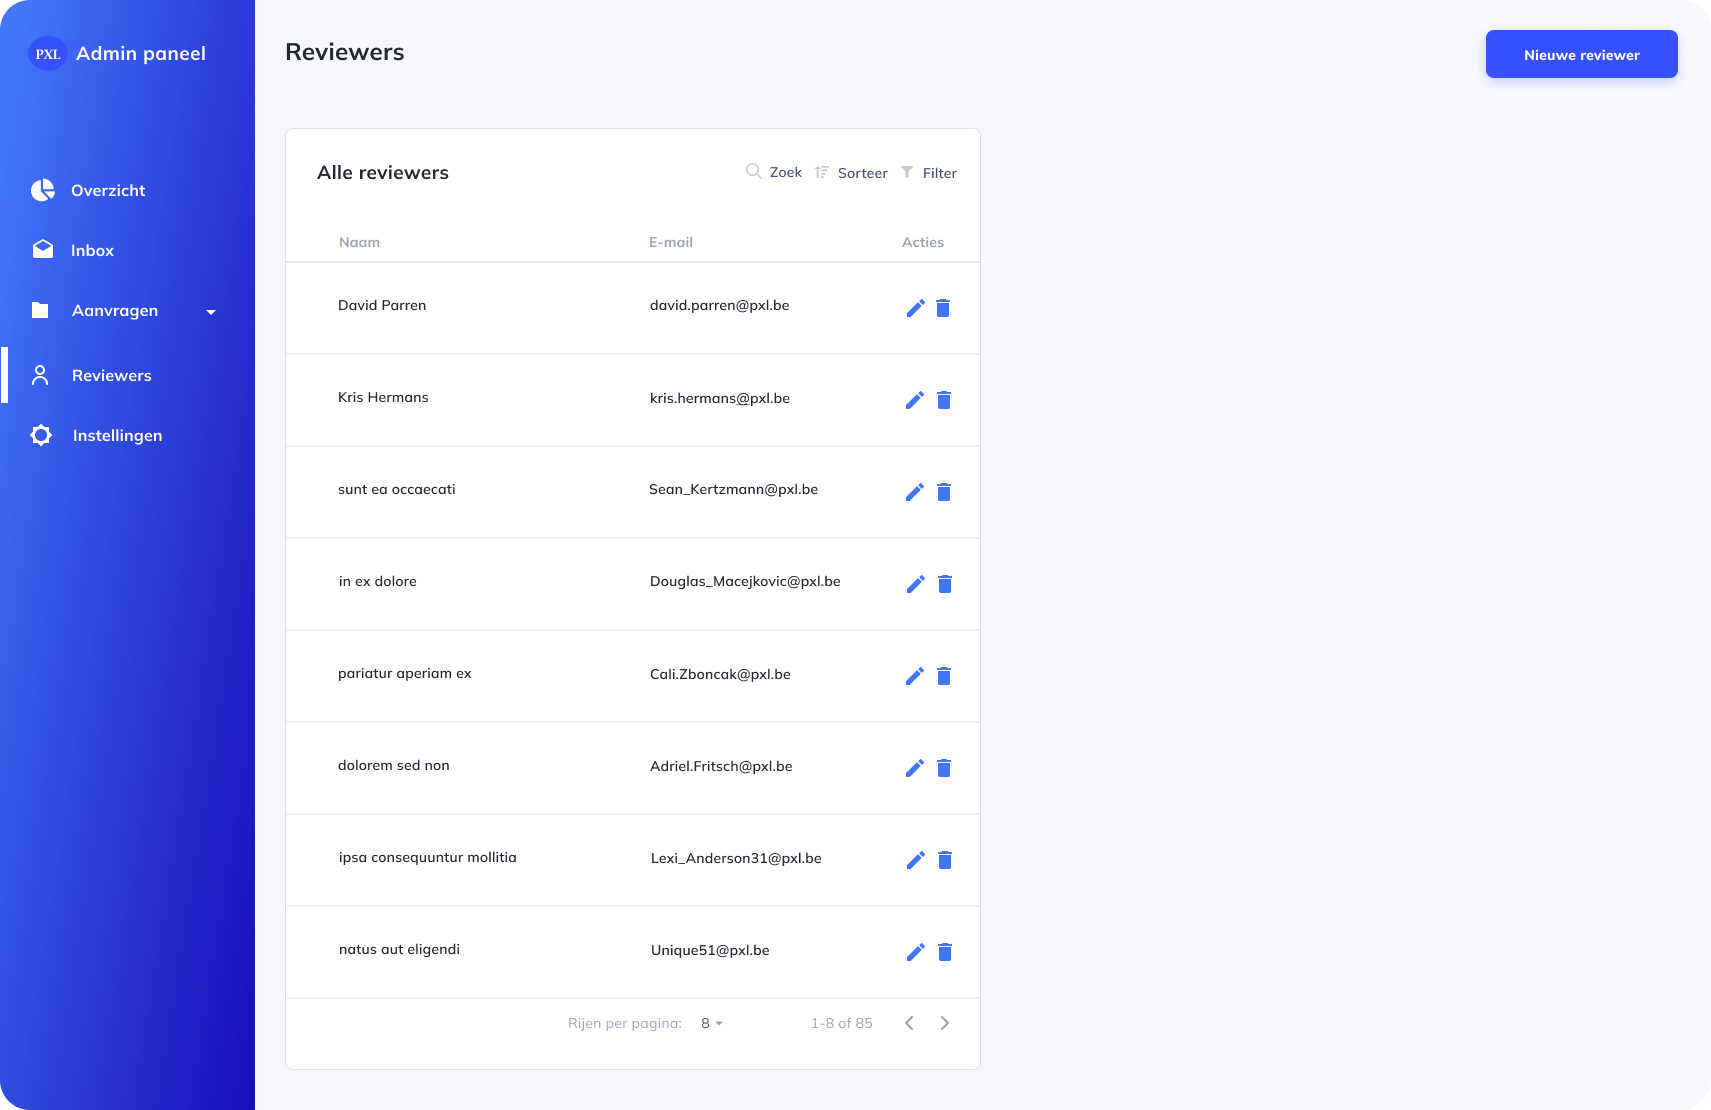 PXL Admin paneel
Overzicht
Inbox
Aanvragen
Reviewers
Instellingen
Reviewers
Nieuwe reviewer
Alle reviewers
Zoek Sorteer Filter
Naam E-mail Acties
David Parren david.parren@pxl.be
Kris Hermans kris.hermans@pxl.be
sunt ea occaecati Sean_Kertzmann@pxl.be
in ex dolore Douglas_Macejkovic@pxl.be
pariatur aperiam ex Cali.Zboncak@pxl.be
dolorem sed non Adriel.Fritsch@pxl.be
ipsa consequuntur mollitia Lexi_Anderson31@pxl.be
natus aut eligendi Unique51@pxl.be
Rijen per pagina: 8 1-8 of 85